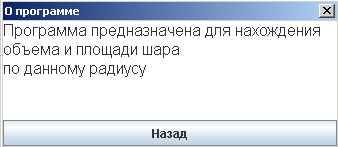 О программе
Программа предназначена для нахождения
объема и площади шара
по данному радиусу
Назад